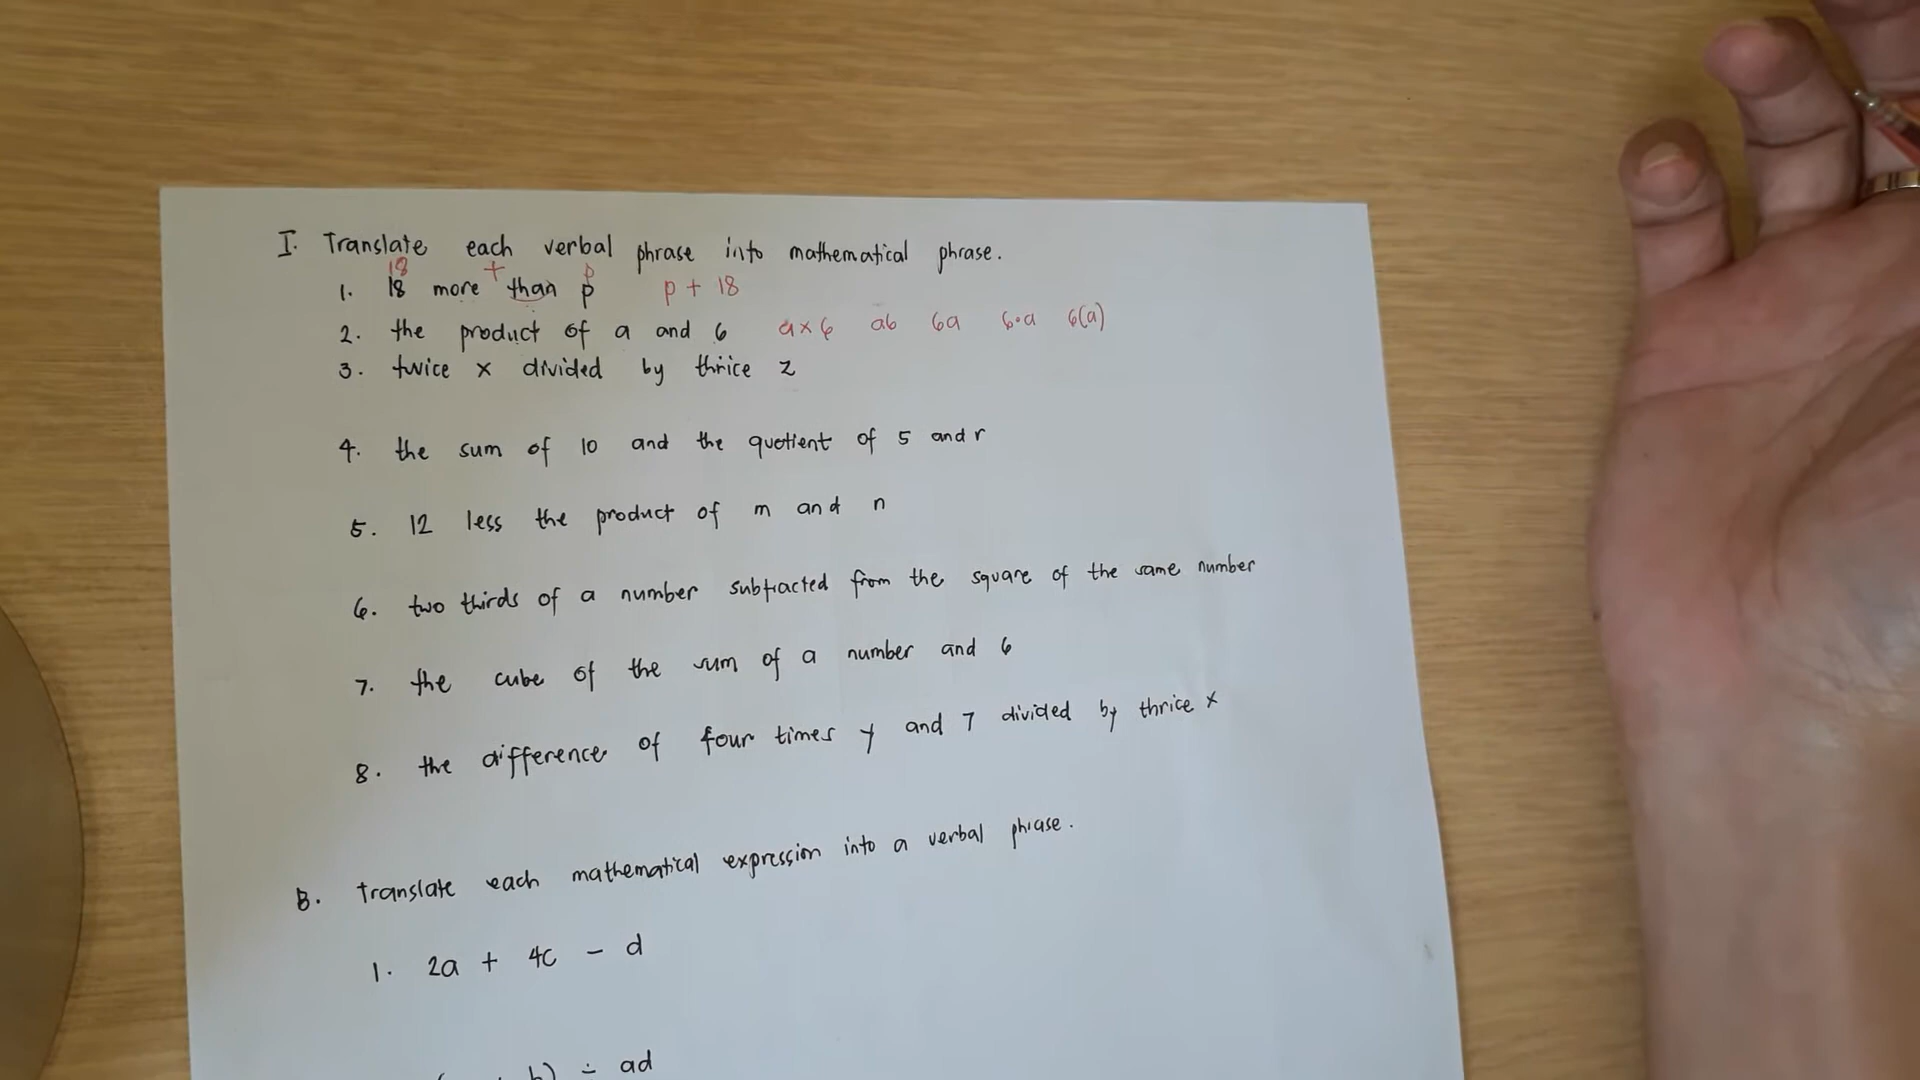 I. Translate each verbal phrase into mathematical phrase.
18 + p
1. 18 more than p p + 18
2. the product of a and 6 a x 6 a6 6a 6·a 6(a)
3. twice x divided by thrice z
4. the sum of 10 and the quotient of 5 and r
5. 12 less the product of m and n
6. two thirds of a number subtracted from the square of the same number
7. the cube of the sum of a number and 6
8. the difference of four times y and 7 divided by thrice x
B. Translate each mathematical expression into a verbal phrase.
1. 2a + 4c - d
b) ÷ ad